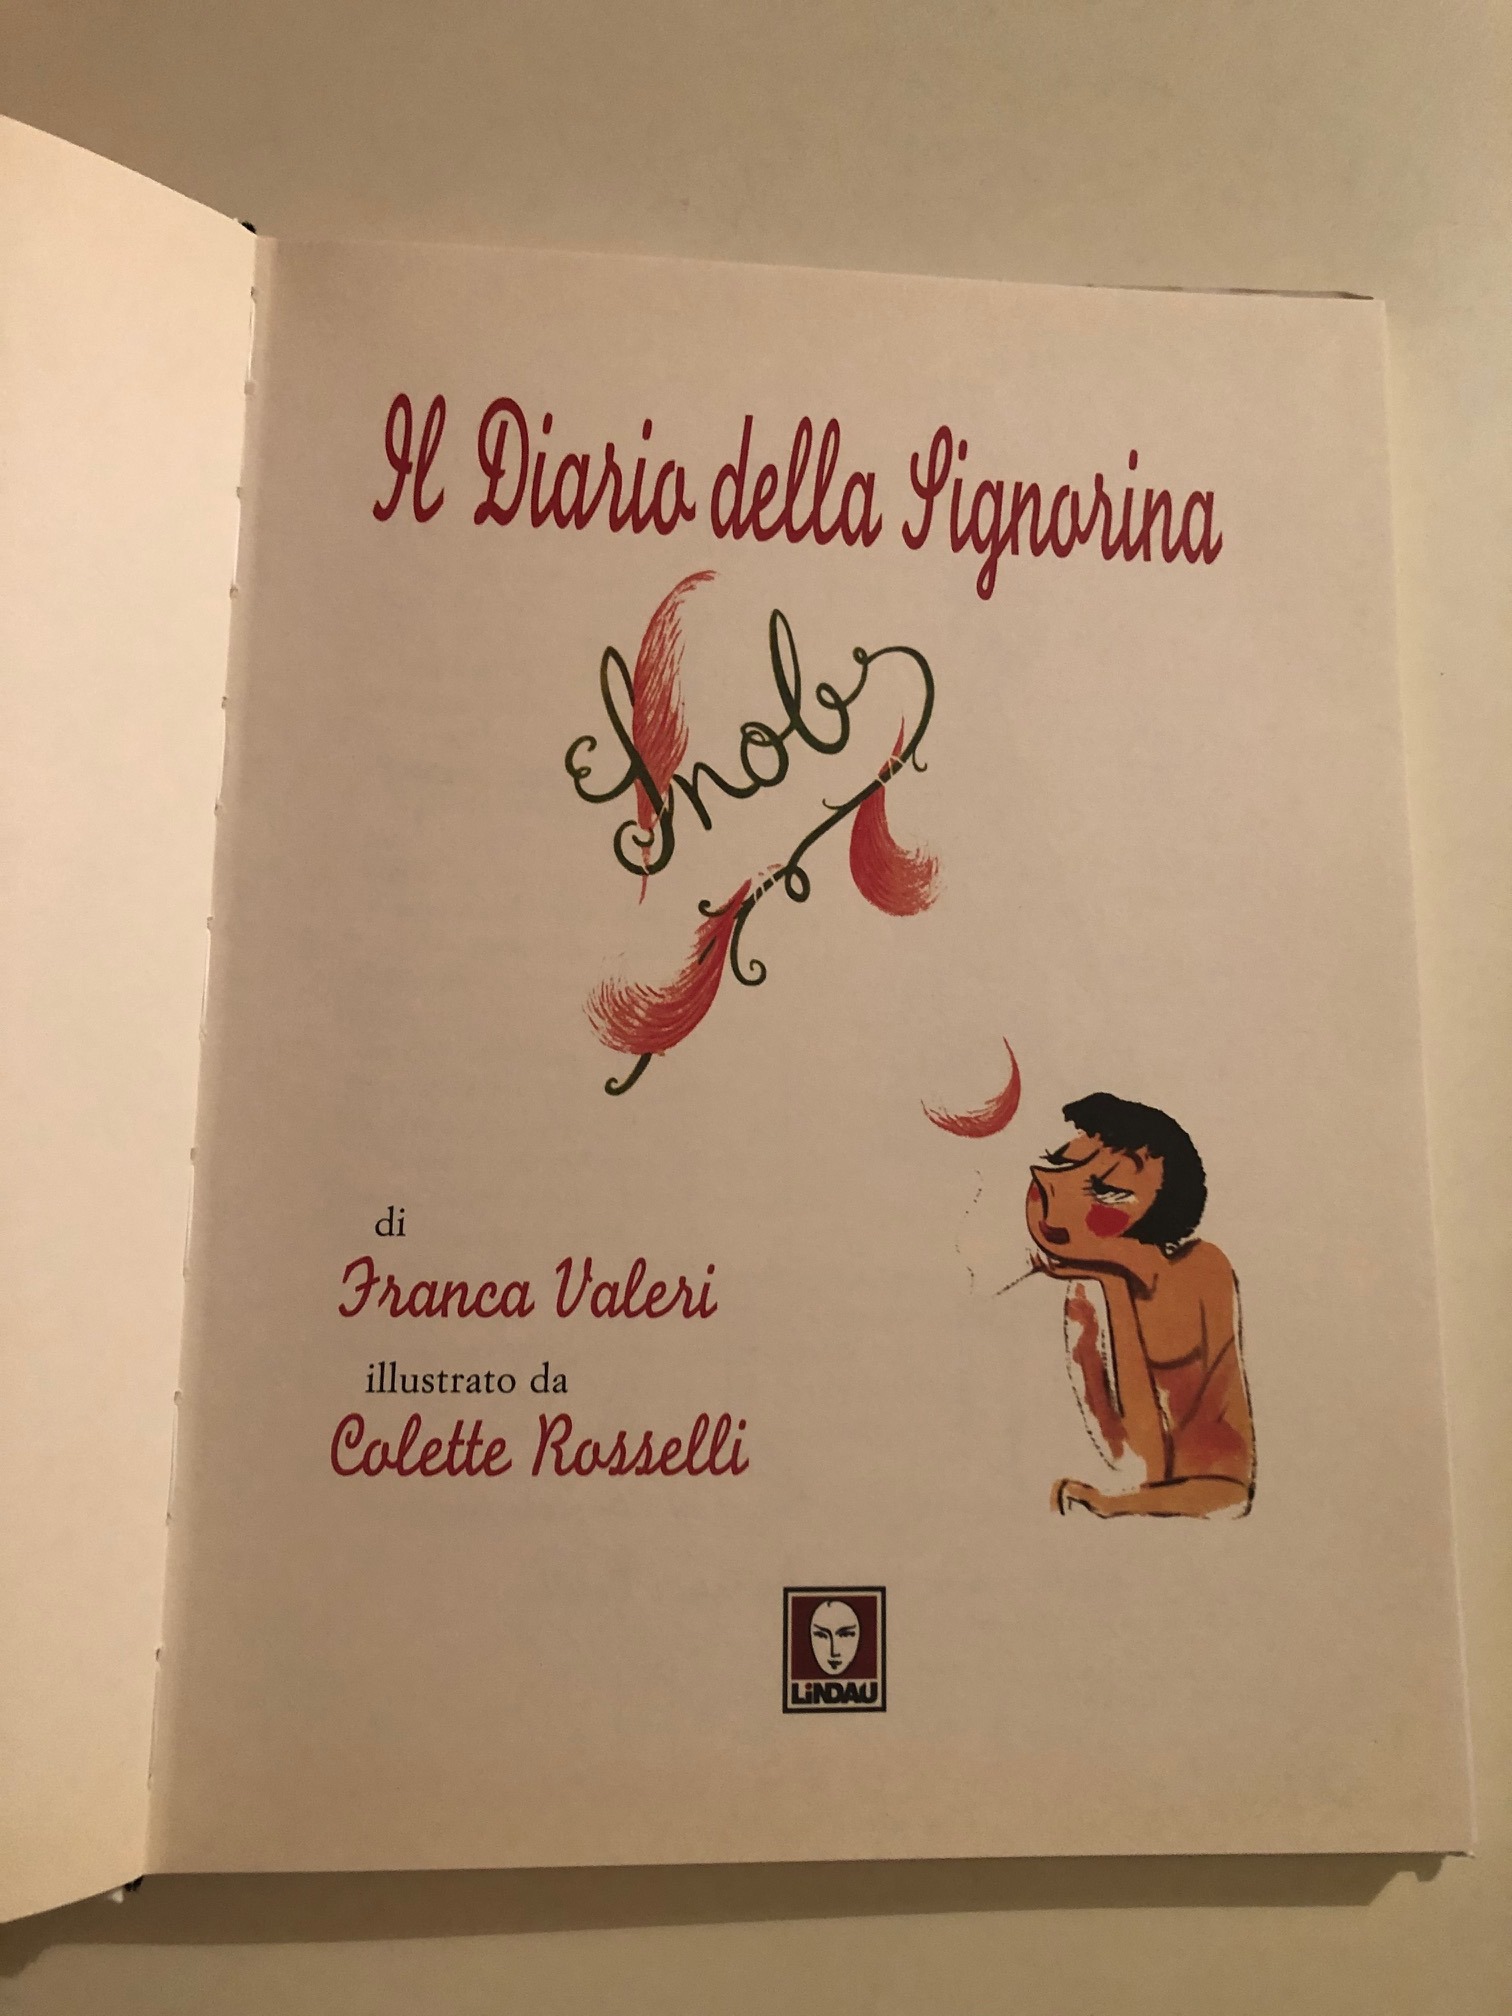 Il Diario della Signorina
Snob
di
Franca Valeri
illustrato da
Colette Rosselli
LiNDAU